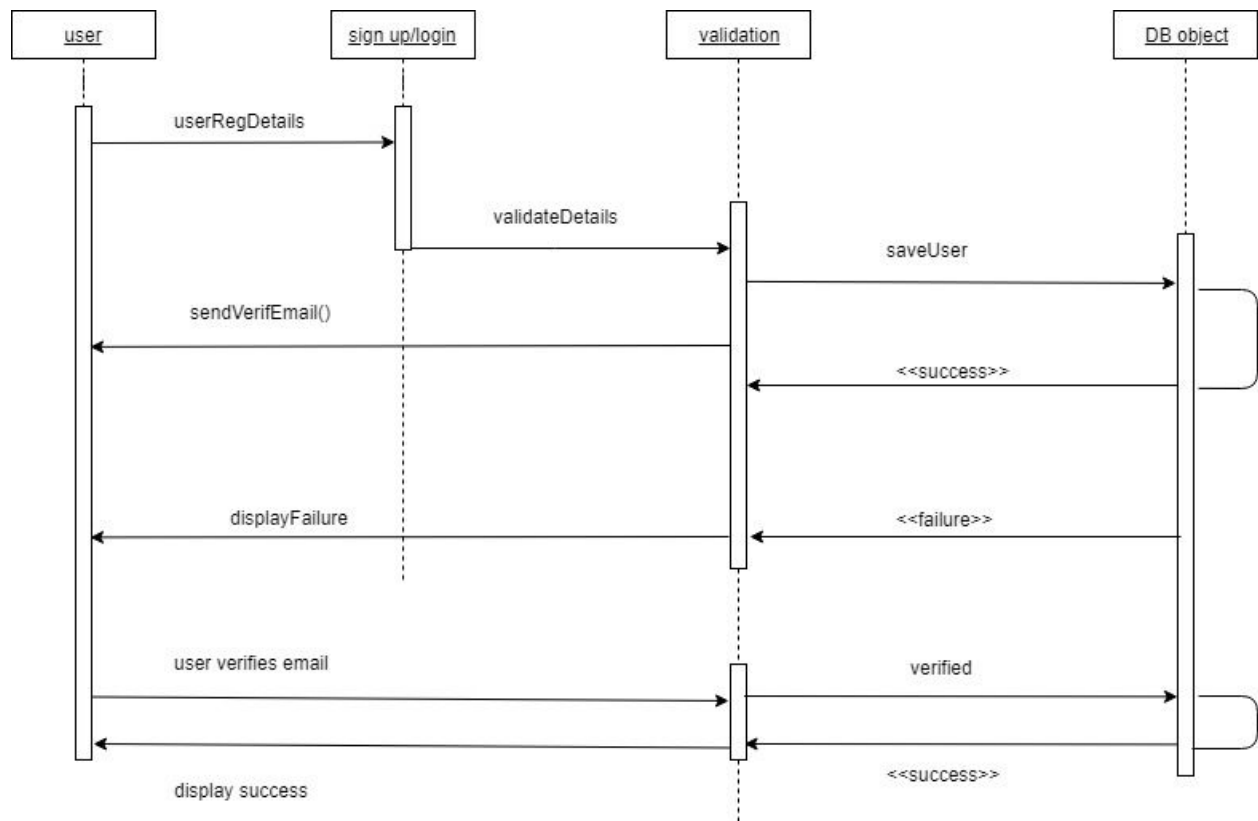 user
sign up/login
validation
DB object
userRegDetails
validateDetails
saveUser
sendVerifEmail()
<<success>>
displayFailure
<<failure>>
user verifies email
verified
<<success>>
display success